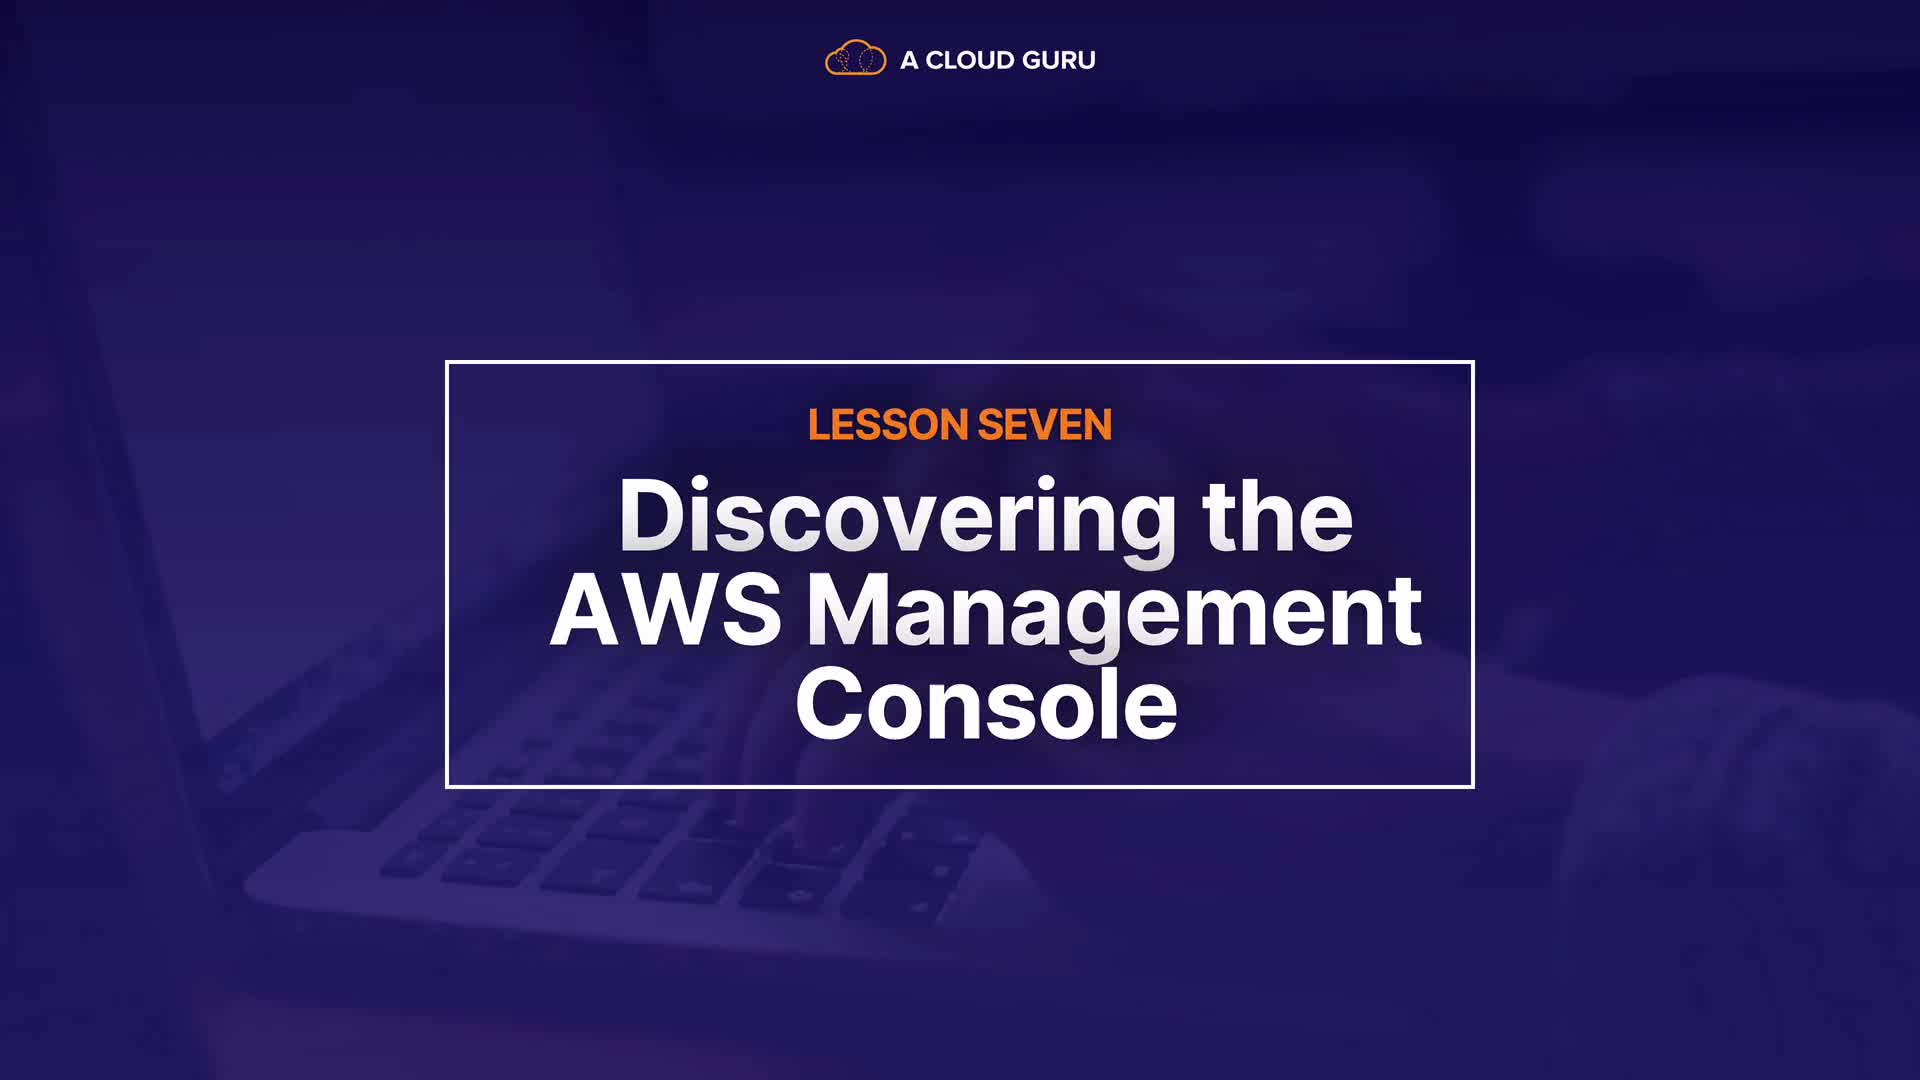 A CLOUD GURU
LESSON SEVEN
Discovering the
AWS Management
Console